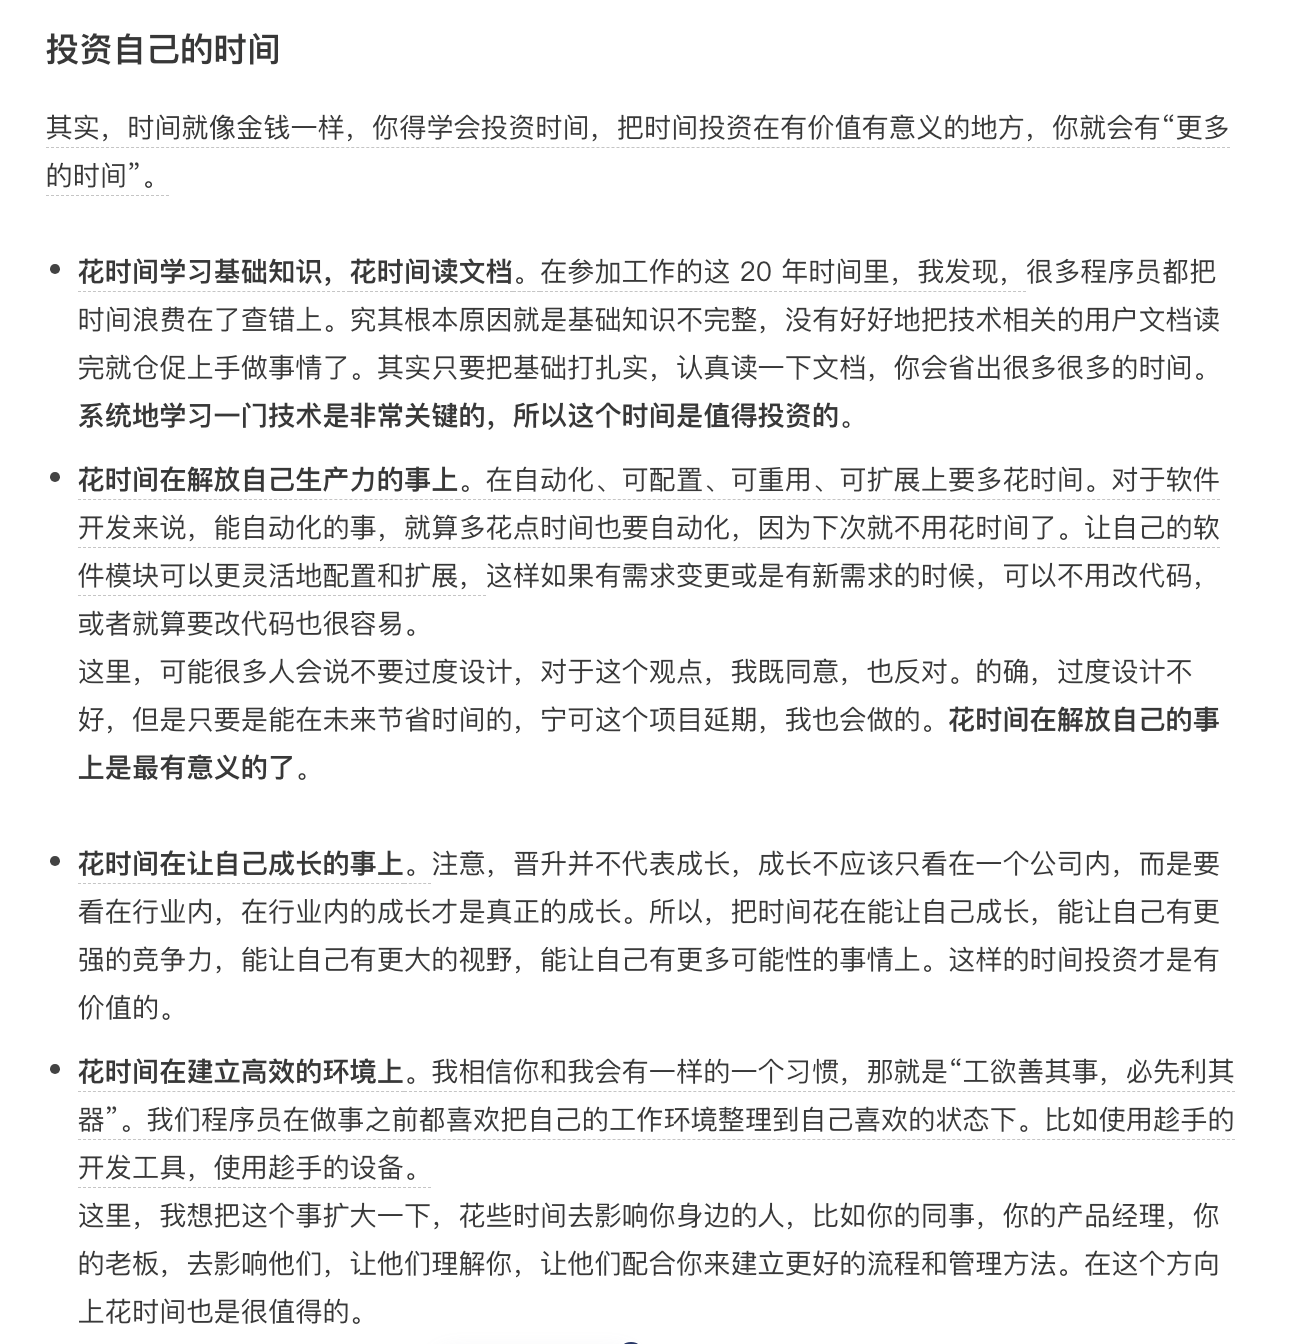 投资自己的时间
其实，时间就像金钱一样，你得学会投资时间，把时间投资在有价值有意义的地方，你就会有“更多
的时间”。
花时间学习基础知识，花时间读文档。在参加工作的这 20 年时间里，我发现，很多程序员都把
时间浪费在了查错上。究其根本原因就是基础知识不完整，没有好好地把技术相关的用户文档读
完就仓促上手做事情了。其实只要把基础打扎实，认真读一下文档，你会省出很多很多的时间。
系统地学习一门技术是非常关键的，所以这个时间是值得投资的。
花时间在解放自己生产力的事上。在自动化、可配置、可重用、可扩展上要多花时间。对于软件
开发来说，能自动化的事，就算多花点时间也要自动化，因为下次就不用花时间了。让自己的软
件模块可以更灵活地配置和扩展，这样如果有需求变更或是有新需求的时候，可以不用改代码，
或者就算要改代码也很容易。
这里，可能很多人会说不要过度设计，对于这个观点，我既同意，也反对。的确，过度设计不
好，但是只要是能在未来节省时间的，宁可这个项目延期，我也会做的。花时间在解放自己的事
上是最有意义的了。
花时间在让自己成长的事上。注意，晋升并不代表成长，成长不应该只看在一个公司内，而是要
看在行业内，在行业内的成长才是真正的成长。所以，把时间花在能让自己成长，能让自己有更
强的竞争力，能让自己有更大的视野，能让自己有更多可能性的事情上。这样的时间投资才是有
价值的。
花时间在建立高效的环境上。我相信你和我会有一样的一个习惯，那就是“工欲善其事，必先利其
器”。我们程序员在做事之前都喜欢把自己的工作环境整理到自己喜欢的状态下。比如使用趁手的
开发工具，使用趁手的设备。
这里，我想把这个事扩大一下，花些时间去影响你身边的人，比如你的同事，你的产品经理，你
的老板，去影响他们，让他们理解你，让他们配合你来建立更好的流程和管理方法。在这个方向
上花时间也是很值得的。